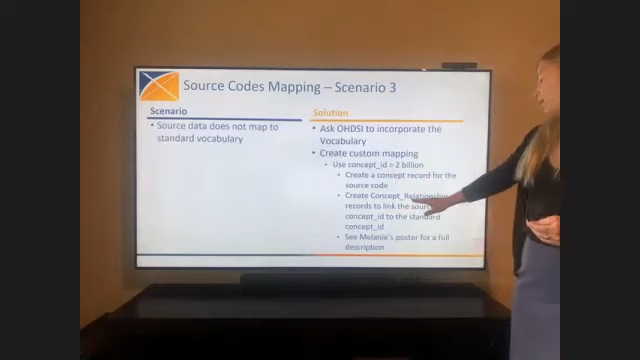 Source Codes Mapping – Scenario 3
Scenario
• Source data does not map to
standard vocabulary
Solution
• Ask OHDSI to incorporate the
Vocabulary
• Create custom mapping
• Use concept_id > 2 billion
• Create a concept record for the
source code
• Create Concept_Relationship
records to link the source
concept_id to the standard
concept_id
• See Melanie's poster for a full
description